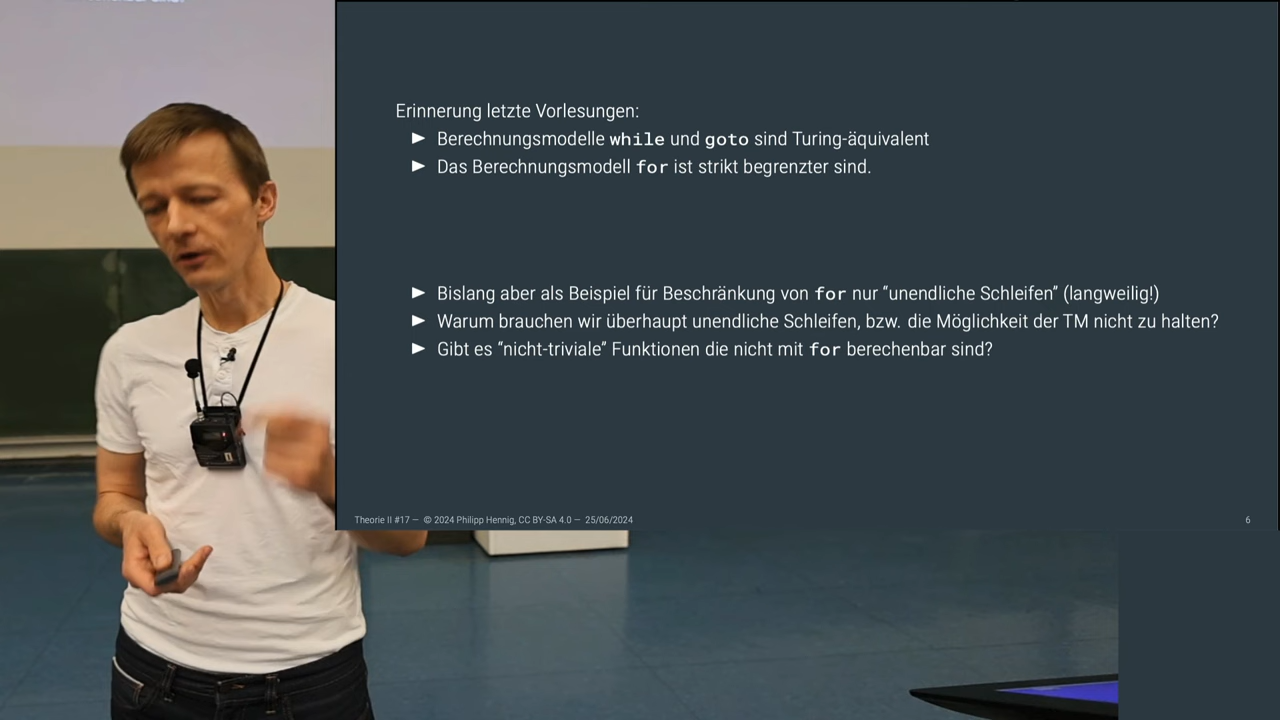 Erinnerung letzte Vorlesungen:
► Berechnungsmodelle while und goto sind Turing-äquivalent
► Das Berechnungsmodell for ist strikt begrenzter sind.
► Bislang aber als Beispiel für Beschränkung von for nur “unendliche Schleifen” (langweilig!)
► Warum brauchen wir überhaupt unendliche Schleifen, bzw. die Möglichkeit der TM nicht zu halten?
► Gibt es “nicht-triviale” Funktionen die nicht mit for berechenbar sind?
Theorie II #17 — © 2024 Philipp Hennig, CC BY-SA 4.0 — 25/06/2024
6